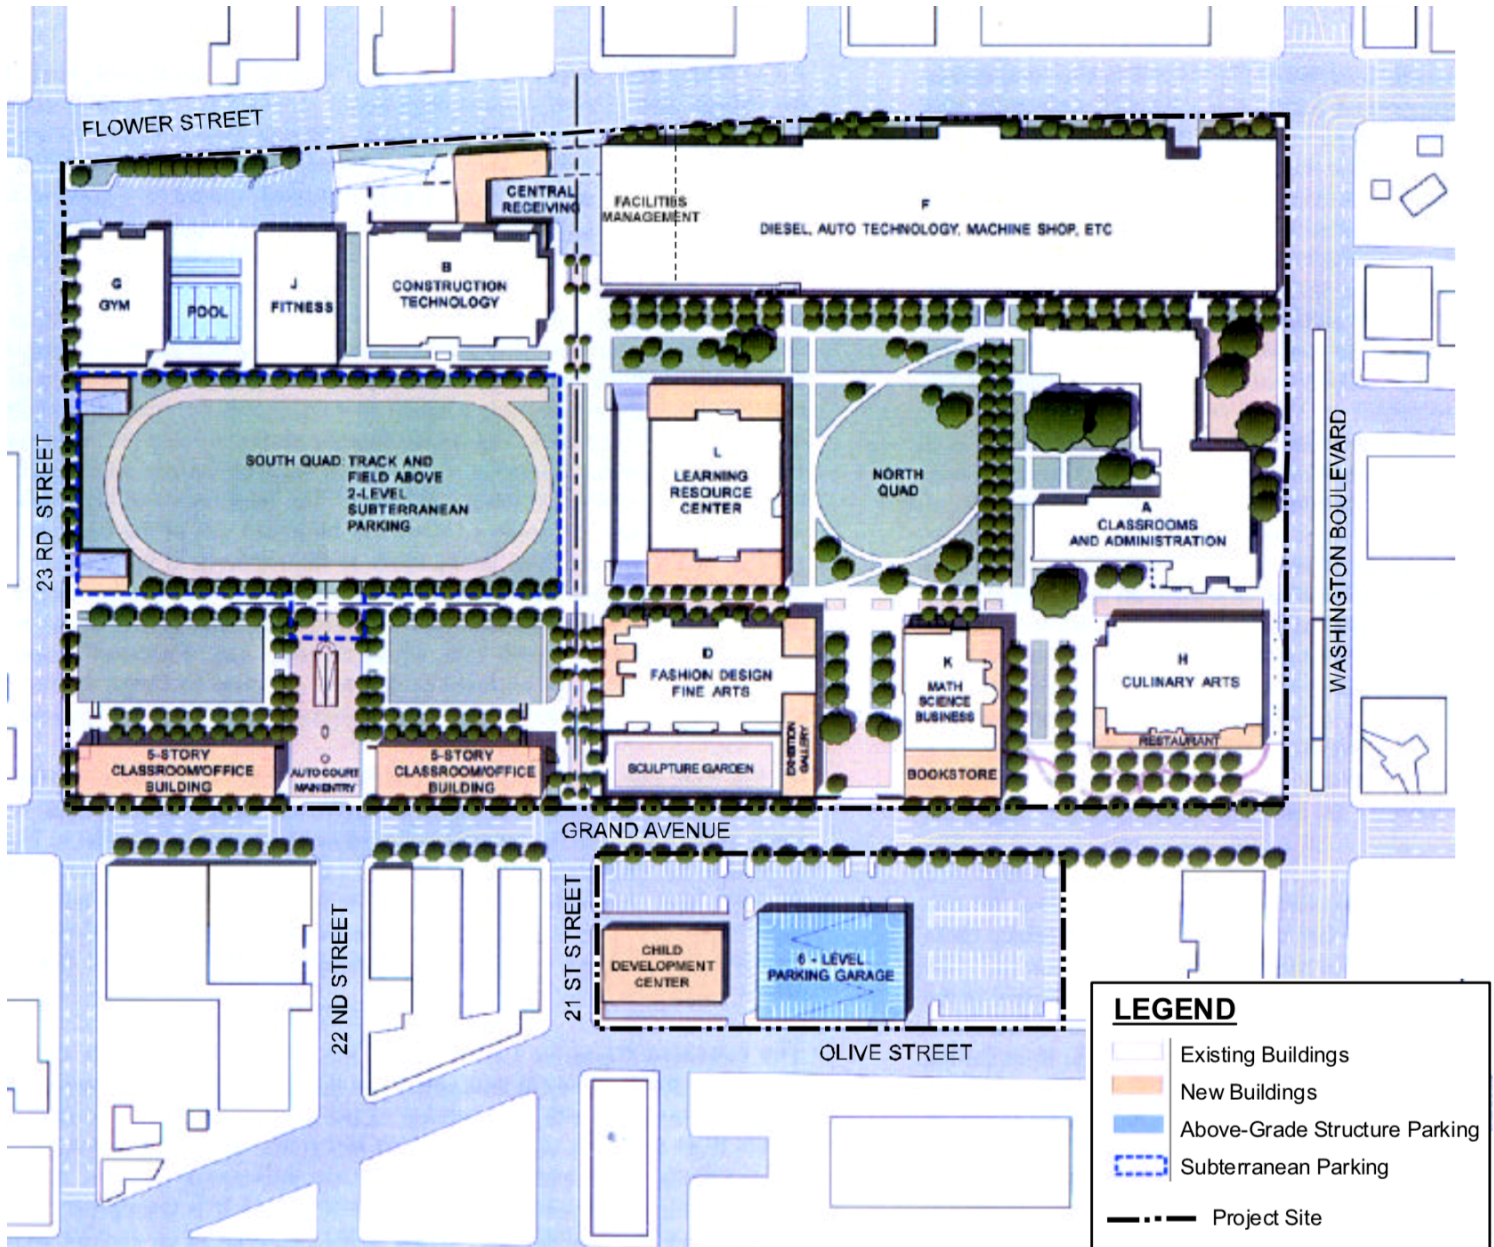 FLOWER STREET
CENTRAL
RECEIVING
FACILITIES
MANAGEMENT
F
DIESEL, AUTO TECHNOLOGY, MACHINE SHOP, ETC
G
GYM
POOL
J
FITNESS
B
CONSTRUCTION
TECHNOLOGY
23 RD STREET
SOUTH QUAD: TRACK AND
FIELD ABOVE
2-LEVEL
SUBTERRANEAN
PARKING
L
LEARNING
RESOURCE
CENTER
NORTH
QUAD
A
CLASSROOMS
AND ADMINISTRATION
WASHINGTON BOULEVARD
D
FASHION DESIGN
FINE ARTS
K
MATH
SCIENCE
BUSINESS
H
CULINARY ARTS
RESTAURANT
5-STORY
CLASSROOM/OFFICE
BUILDING
AUTO COURT
MAIN ENTRY
5-STORY
CLASSROOM/OFFICE
BUILDING
SCULPTURE GARDEN
EXHIBITION
GALLERY
BOOKSTORE
GRAND AVENUE
22 ND STREET
21 ST STREET
CHILD
DEVELOPMENT
CENTER
6 - LEVEL
PARKING GARAGE
OLIVE STREET
LEGEND
Existing Buildings
New Buildings
Above-Grade Structure Parking
Subterranean Parking
Project Site